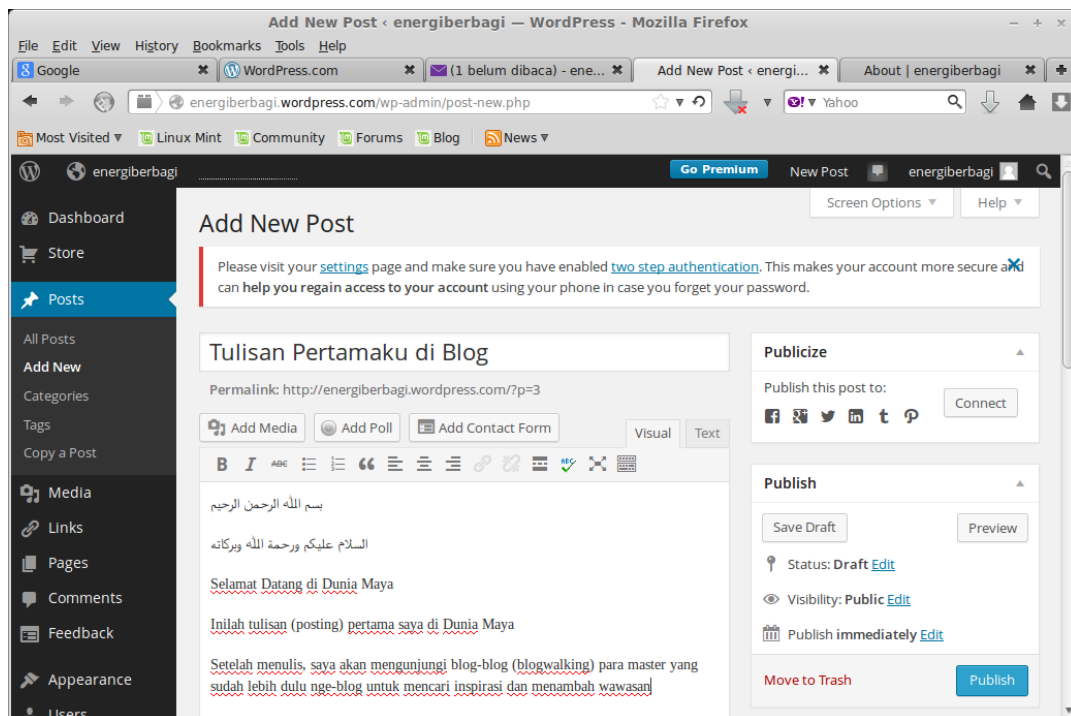 Add New Post ‹ energiberbagi — WordPress - Mozilla Firefox
File Edit View History Bookmarks Tools Help
Google WordPress.com (1 belum dibaca) - ene... Add New Post ‹ energi... About | energiberbagi
energiberbagi.wordpress.com/wp-admin/post-new.php Yahoo
Most Visited Linux Mint Community Forums Blog News
energiberbagi Go Premium New Post energiberbagi
Screen Options Help
Dashboard
Store
Posts
All Posts
Add New
Categories
Tags
Copy a Post
Media
Links
Pages
Comments
Feedback
Appearance
Users
Add New Post
Please visit your settings page and make sure you have enabled two step authentication. This makes your account more secure and
can help you regain access to your account using your phone in case you forget your password.
Tulisan Pertamaku di Blog
Permalink: http://energiberbagi.wordpress.com/?p=3
Add Media Add Poll Add Contact Form Visual Text
B I ABC ABC
بسم الله الرحمن الرحيم
السلام عليكم ورحمة الله وبركاته
Selamat Datang di Dunia Maya
Inilah tulisan (posting) pertama saya di Dunia Maya
Setelah menulis, saya akan mengunjungi blog-blog (blogwalking) para master yang
sudah lebih dulu nge-blog untuk mencari inspirasi dan menambah wawasan
Publicize
Publish this post to:
Connect
Publish
Save Draft Preview
Status: Draft Edit
Visibility: Public Edit
Publish immediately Edit
Move to Trash Publish